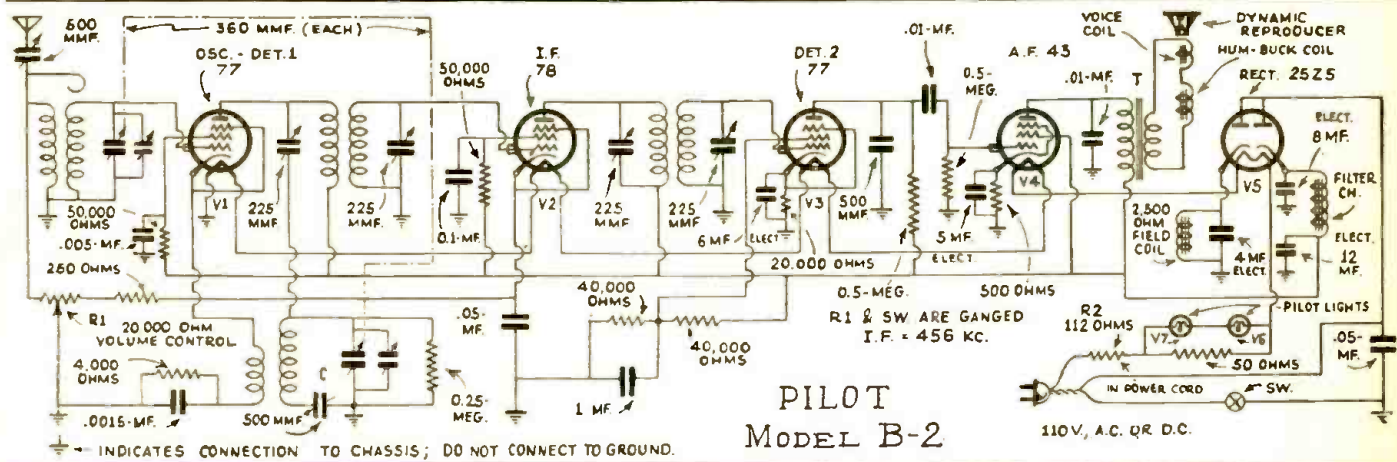 500 MMF.
360 MMF. (EACH)
OSC. - DET. 1
77
50,000 OHMS
I.F.
78
DET. 2
77
.01-MF.
0.5-MEG.
A.F. 43
.01-MF.
T
VOICE COIL
DYNAMIC REPRODUCER
HUM-BUCK COIL
RECT. 25Z5
ELECT.
8 MF.
FILTER CH.
V1
V2
V3
V4
V5
50,000 OHMS
.005-MF.
225 MMF.
225 MMF.
0.1-MF.
225 MMF.
225 MMF.
6 MF. ELECT
500 MMF.
5 MF. ELECT.
2,500 OHM FIELD COIL
4 MF ELECT.
ELECT. 12 MF.
250 OHMS
R1
20 000 OHM VOLUME CONTROL
.05-MF.
40,000 OHMS
20,000 OHMS
0.5-MEG.
500 OHMS
R1 & SW. ARE GANGED
I.F. = 456 KC.
40,000 OHMS
R2
112 OHMS
PILOT LIGHTS
V7
V6
50 OHMS
.05-MF.
4,000 OHMS
.0015-MF.
C
500 MMF.
0.25-MEG.
1 MF.
IN POWER CORD
SW.
110 V., A.C. OR D.C.
PILOT
MODEL B-2
INDICATES CONNECTION TO CHASSIS; DO NOT CONNECT TO GROUND.